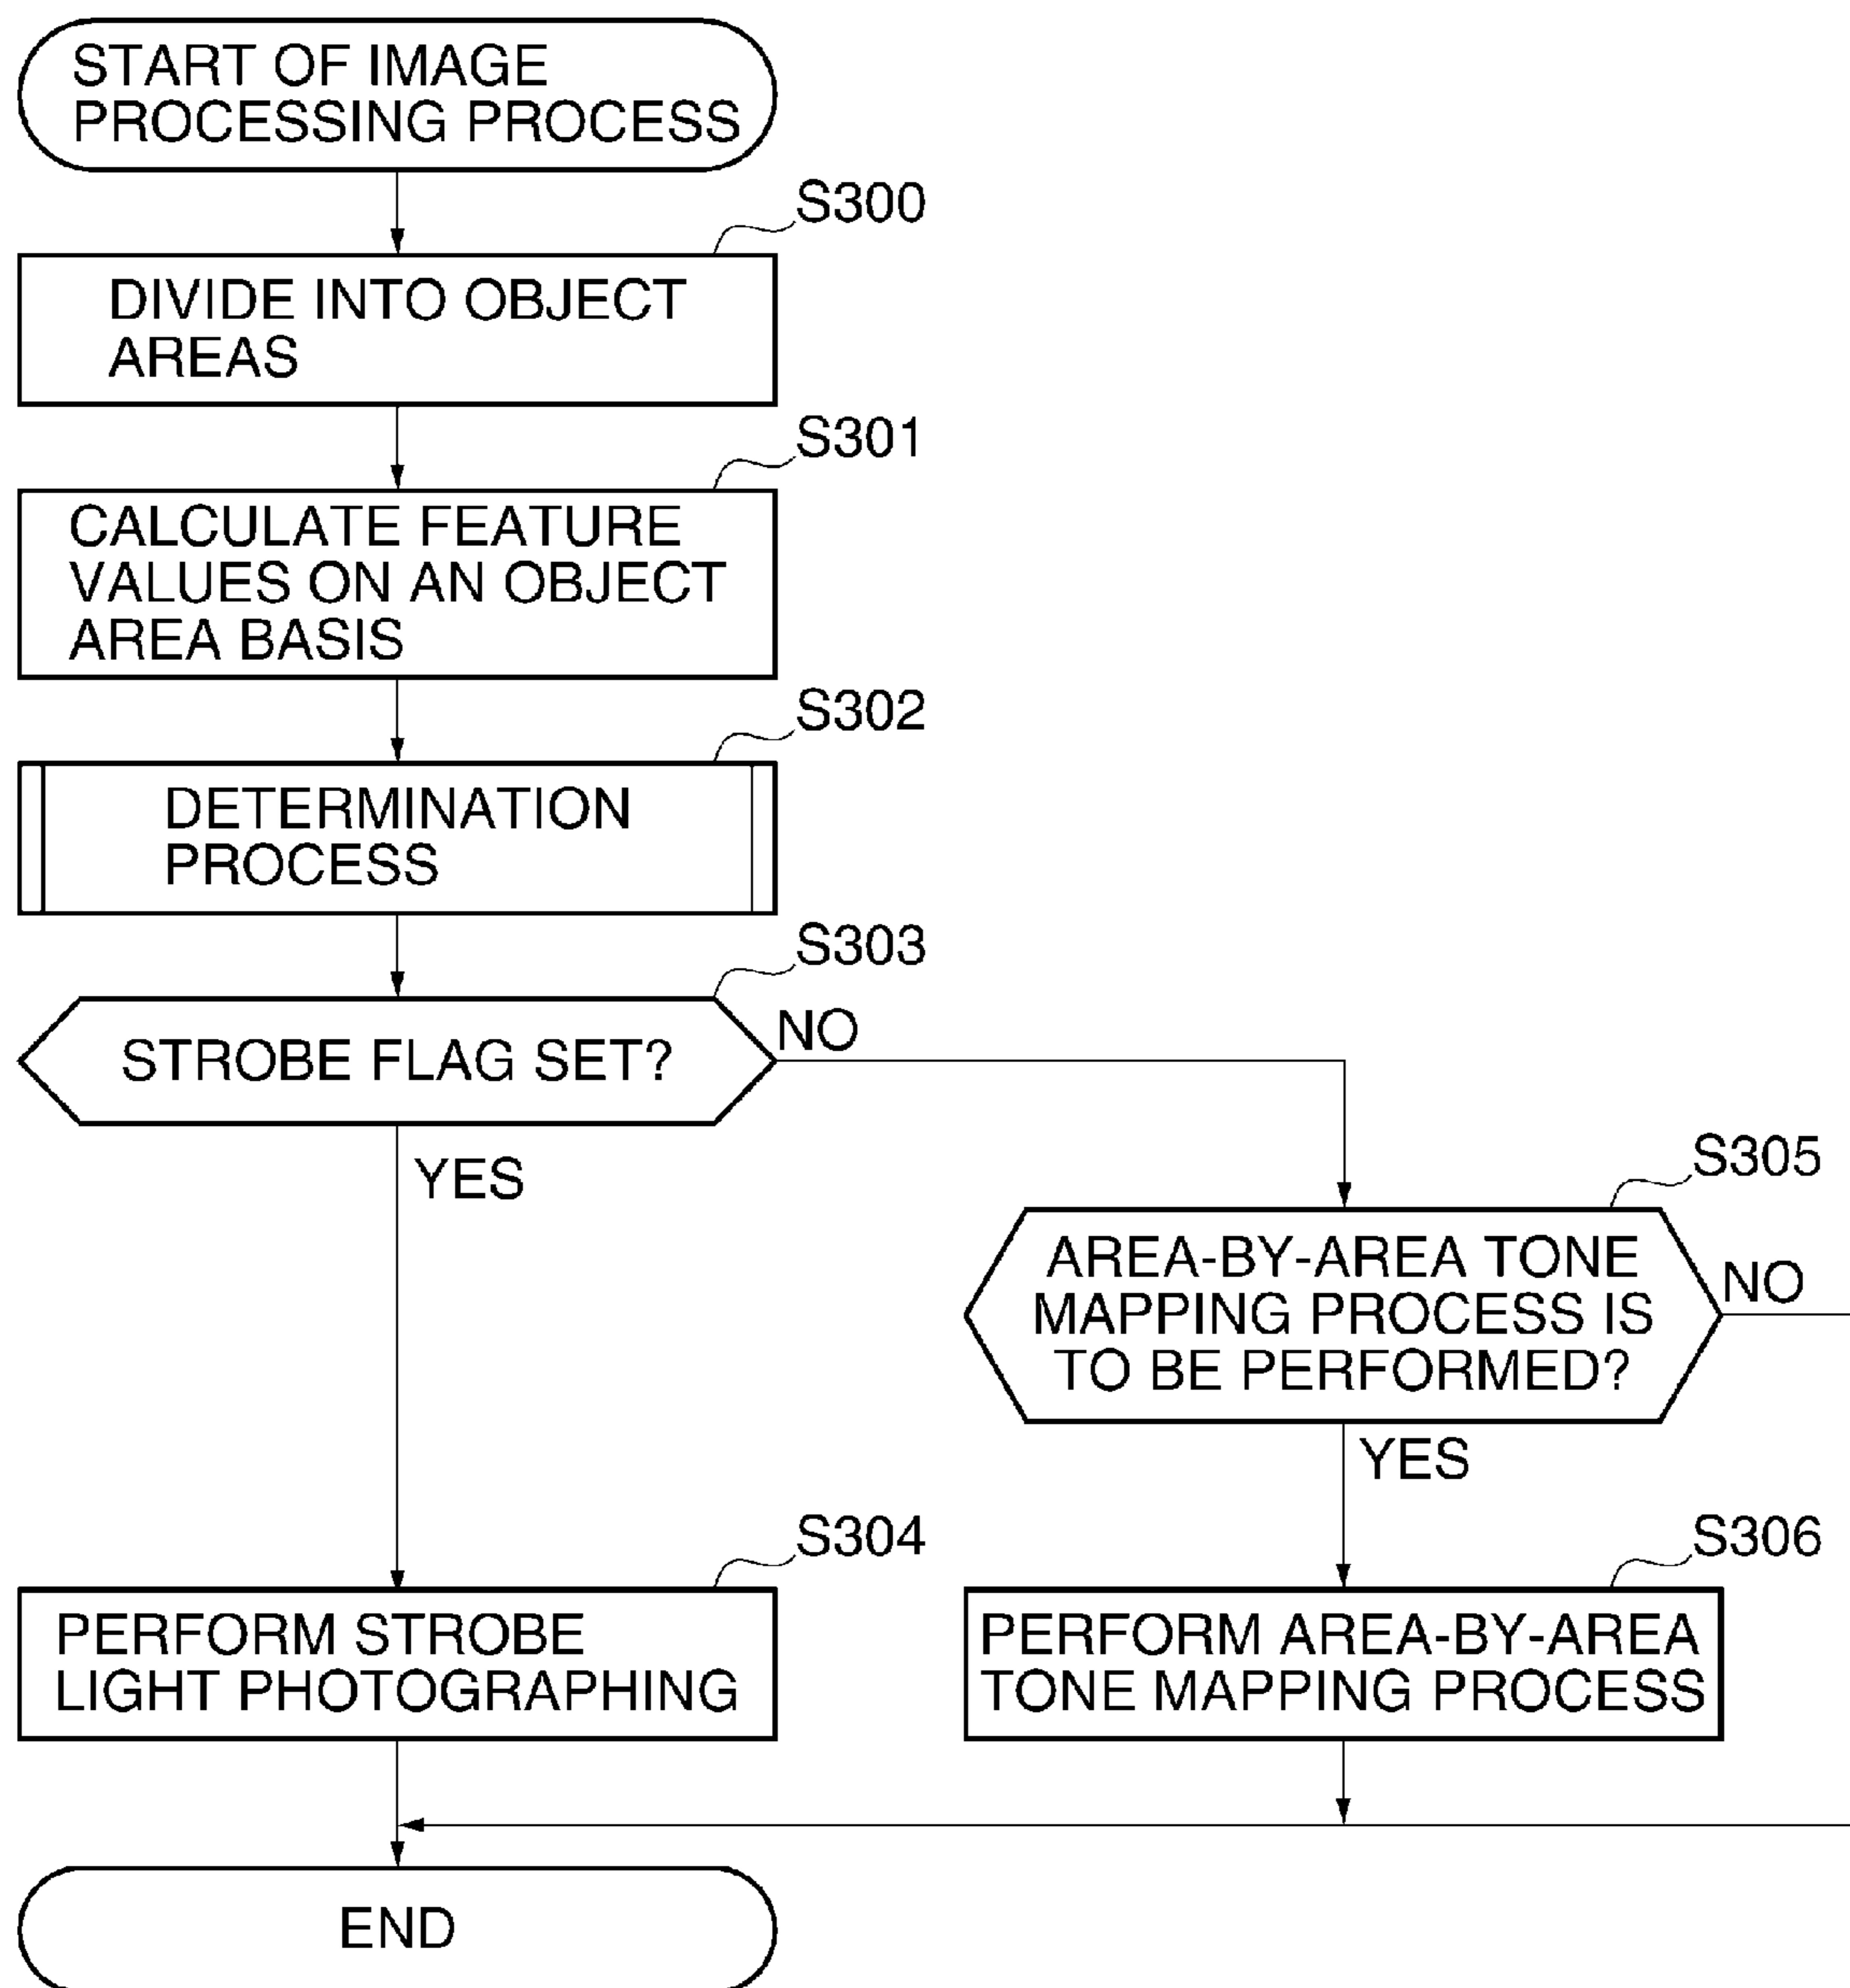 START OF IMAGE
PROCESSING PROCESS
S300
DIVIDE INTO OBJECT
AREAS
S301
CALCULATE FEATURE
VALUES ON AN OBJECT
AREA BASIS
S302
DETERMINATION
PROCESS
S303
STROBE FLAG SET?
NO
YES
S305
AREA-BY-AREA TONE
MAPPING PROCESS IS
TO BE PERFORMED?
NO
YES
S304
PERFORM STROBE
LIGHT PHOTOGRAPHING
S306
PERFORM AREA-BY-AREA
TONE MAPPING PROCESS
END